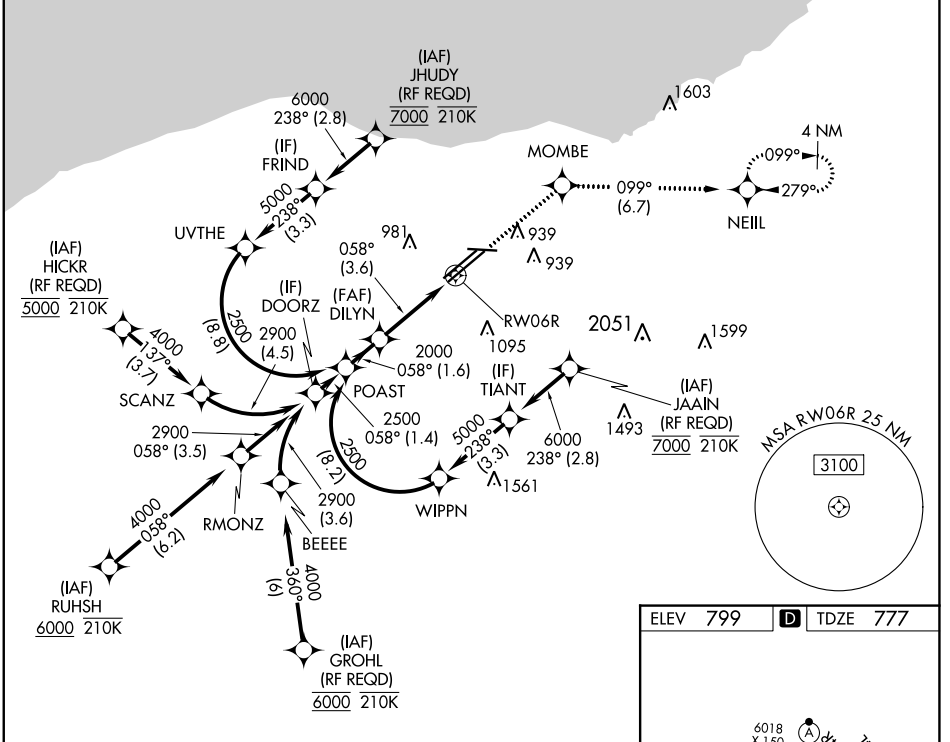 (IAF)
JHUDY
(RF REQD)
7000 210K
6000
238° (2.8)
(IF)
FRIND
5000
238°
(3.3)
UVTHE
1603
4 NM
099°
279°
NEIIL
MOMBE
099°
(6.7)
981
939
939
058°
(3.6)
(IAF)
HICKR
(RF REQD)
5000 210K
(IF)
DOORZ
(FAF)
DILYN
2500
(8.8)
2900
(4.5)
RW06R
1095
2051
1599
4000
137°
(3.7)
SCANZ
2000
058° (1.6)
POAST
(IF)
TIANT
(IAF)
JAAIN
(RF REQD)
7000 210K
1493
2500
058° (1.4)
5000
238°
(3.3)
6000
238° (2.8)
2900
058° (3.5)
2500
(8.2)
1561
WIPPN
MSA RW06R 25 NM
3100
RMONZ
2900
(3.6)
BEEEE
4000
058°
(6.2)
(IAF)
RUHSH
6000 210K
4000
360°
(6)
(IAF)
GROHL
(RF REQD)
6000 210K
ELEV 799 D TDZE 777
6018
X 150
A